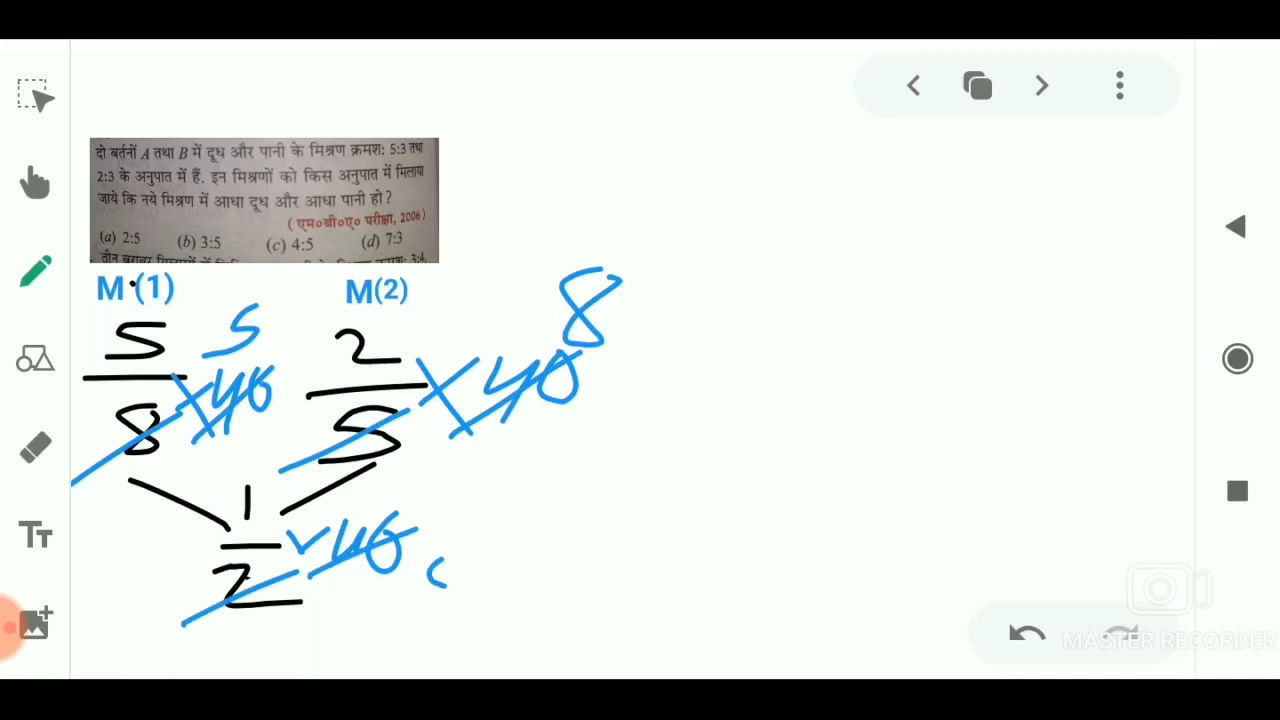 दो बर्तनों A तथा B में दूध और पानी के मिश्रण क्रमश: 5:3 तथा
2:3 के अनुपात में हैं. इन मिश्रणों को किस अनुपात में मिलाया
जाये कि नये मिश्रण में आधा दूध और आधा पानी हो?
(एम०बी०ए० परीक्षा, 2006)
(a) 2:5 (b) 3:5 (c) 4:5 (d) 7:3
M (1) M(2)
8
5 5 2
×40 ×40
8 5
1
×40
2
Tт
MASTER RECORDER